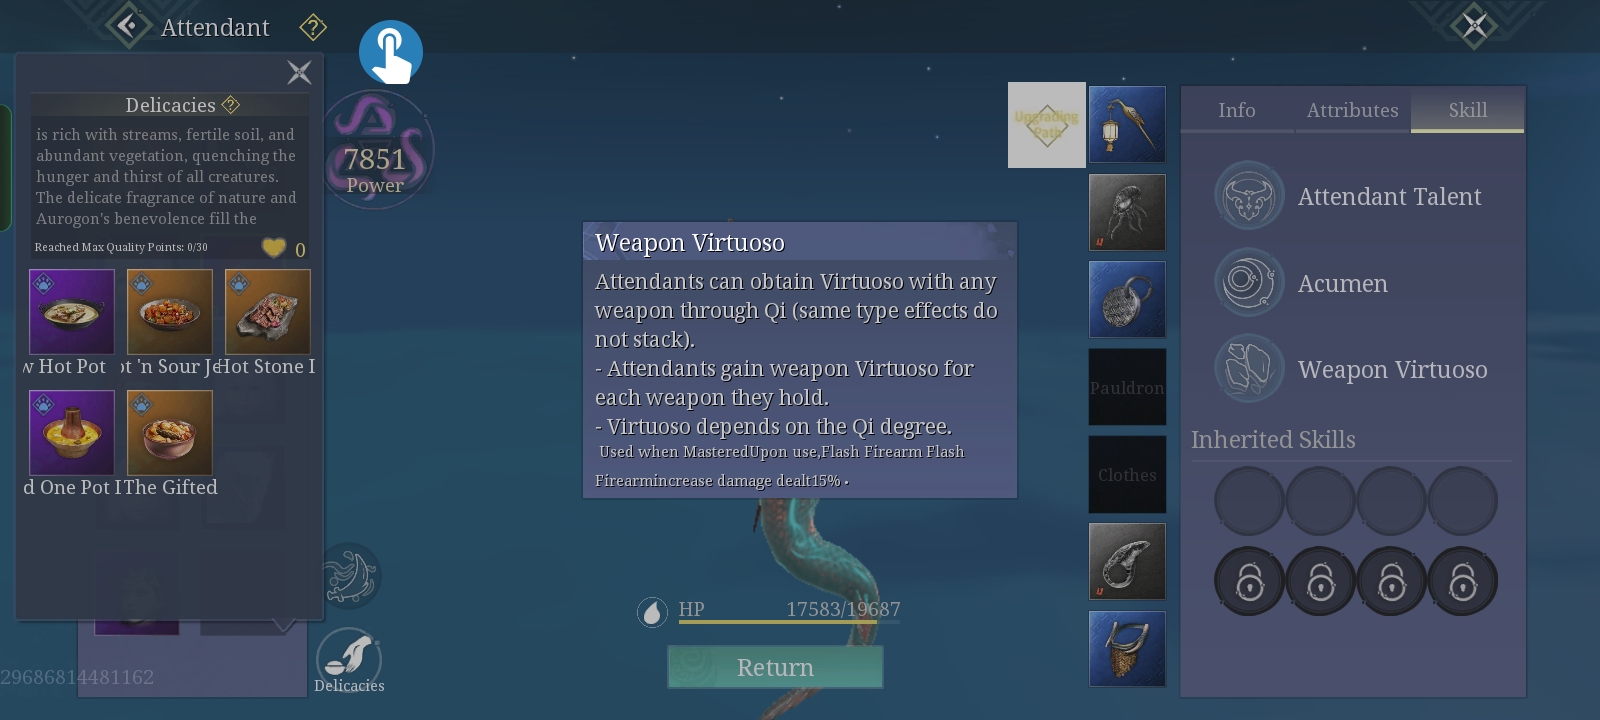 Attendant
Delicacies
is rich with streams, fertile soil, and
abundant vegetation, quenching the
hunger and thirst of all creatures.
The delicate fragrance of nature and
Aurogon's benevolence fill the
Reached Max Quality Points: 0/30
0
Hot Pot
'n Sour
Hot Stone
One Pot
The Gifted
7851
Power
29686814481162
Delicacies
Weapon Virtuoso
Attendants can obtain Virtuoso with any
weapon through Qi (same type effects do
not stack).
- Attendants gain weapon Virtuoso for
each weapon they hold.
- Virtuoso depends on the Qi degree.
Used when MasteredUpon use,Flash Firearm Flash
Firearmincrease damage dealt15% •
HP
17583/19687
Return
Upgrading
Path
Pauldron
Clothes
Info
Attributes
Skill
Attendant Talent
Acumen
Weapon Virtuoso
Inherited Skills